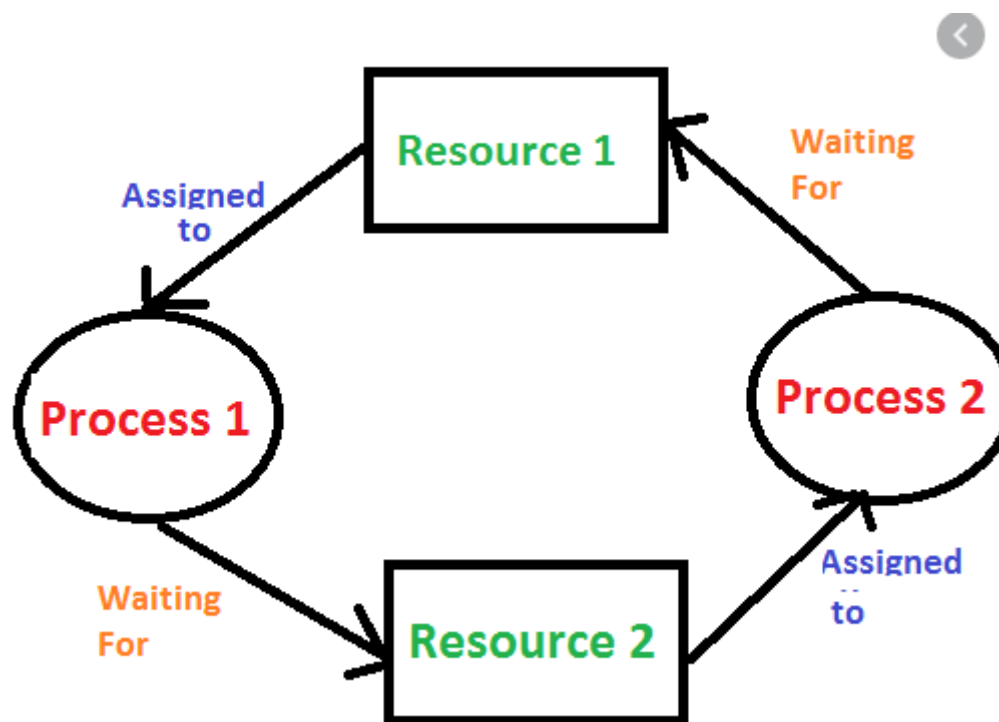 Resource 1
Waiting
For
Assigned
to
Process 1
Process 2
Assigned
to
Waiting
For
Resource 2